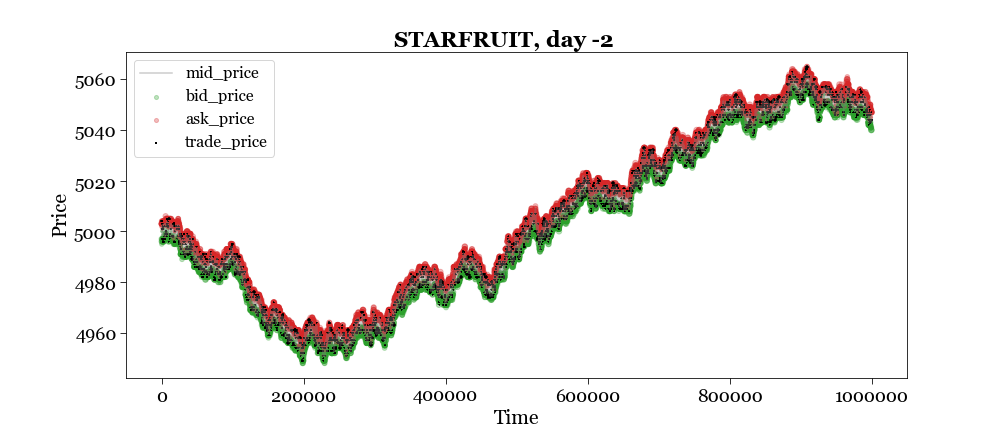 STARFRUIT, day -2
mid_price
bid_price
ask_price
trade_price
Price
5060
5040
5020
5000
4980
4960
0 200000 400000 600000 800000 1000000
Time